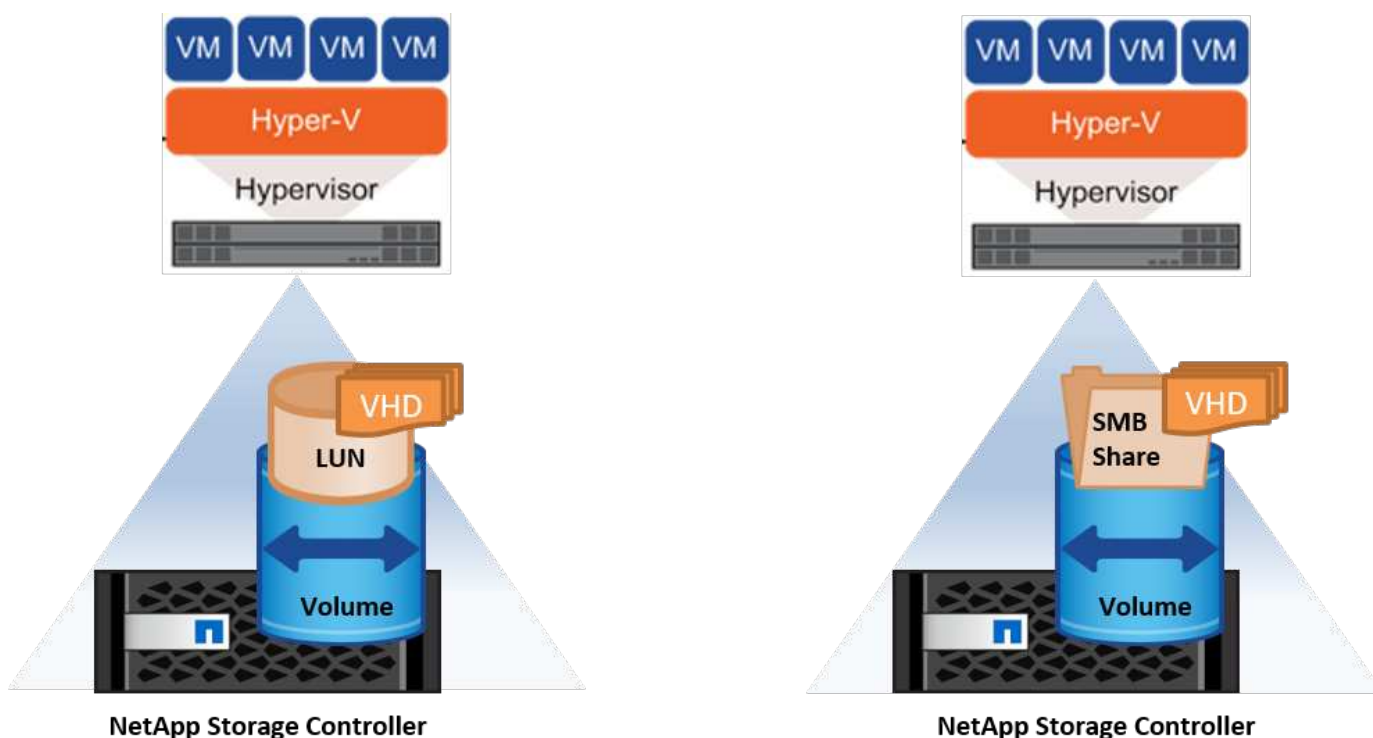 VM VM VM VM
Hyper-V
Hypervisor
VHD
LUN
Volume
NetApp Storage Controller
VM VM VM VM
Hyper-V
Hypervisor
VHD
SMB
Share
Volume
NetApp Storage Controller